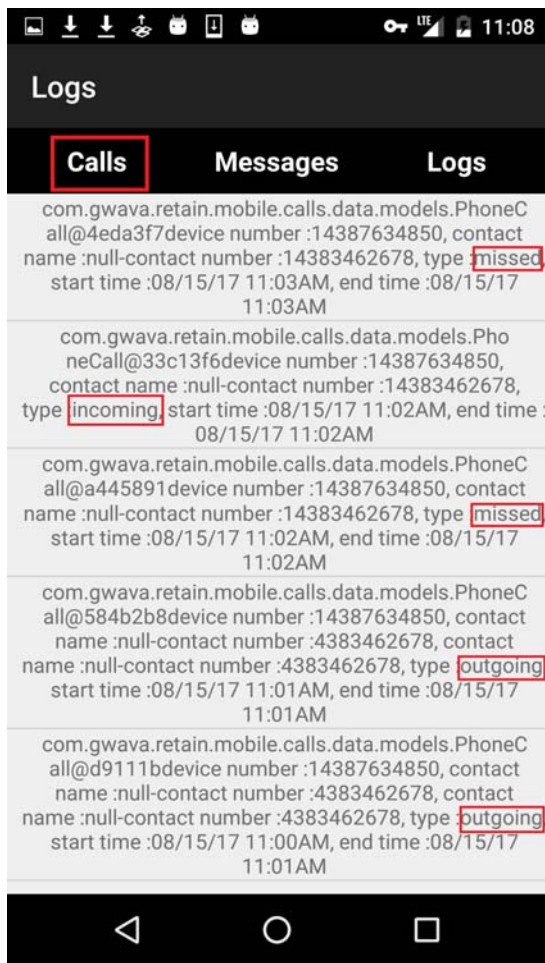 LTE 11:08
Logs
Calls Messages Logs
com.gwava.retain.mobile.calls.data.models.PhoneC
all@4eda3f7device number :14387634850, contact
name :null-contact number :14383462678, type :missed,
start time :08/15/17 11:03AM, end time :08/15/17
11:03AM
com.gwava.retain.mobile.calls.data.models.Pho
neCall@33c13f6device number :14387634850,
contact name :null-contact number :14383462678,
type :incoming, start time :08/15/17 11:02AM, end time :
08/15/17 11:02AM
com.gwava.retain.mobile.calls.data.models.PhoneC
all@a445891device number :14387634850, contact
name :null-contact number :14383462678, type :missed,
start time :08/15/17 11:02AM, end time :08/15/17
11:02AM
com.gwava.retain.mobile.calls.data.models.PhoneC
all@584b2b8device number :14387634850, contact
name :null-contact number :4383462678, contact
name :null-contact number :4383462678, type :outgoing
start time :08/15/17 11:01AM, end time :08/15/17
11:01AM
com.gwava.retain.mobile.calls.data.models.PhoneC
all@d9111bdevice number :14387634850, contact
name :null-contact number :4383462678, contact
name :null-contact number :4383462678, type :outgoing
start time :08/15/17 11:00AM, end time :08/15/17
11:01AM